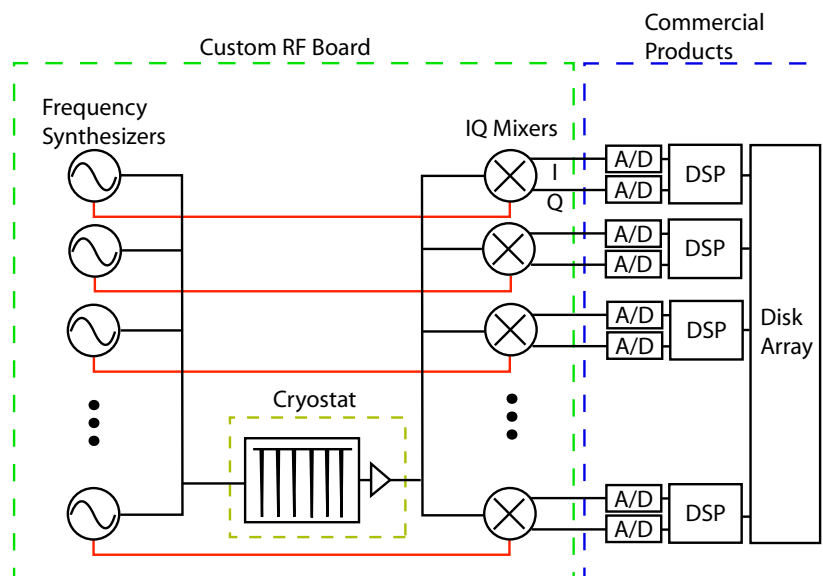 Custom RF Board
Commercial
Products
Frequency
Synthesizers
IQ Mixers
I
Q
A/D
A/D
DSP
A/D
A/D
DSP
A/D
A/D
DSP
Disk
Array
Cryostat
A/D
A/D
DSP